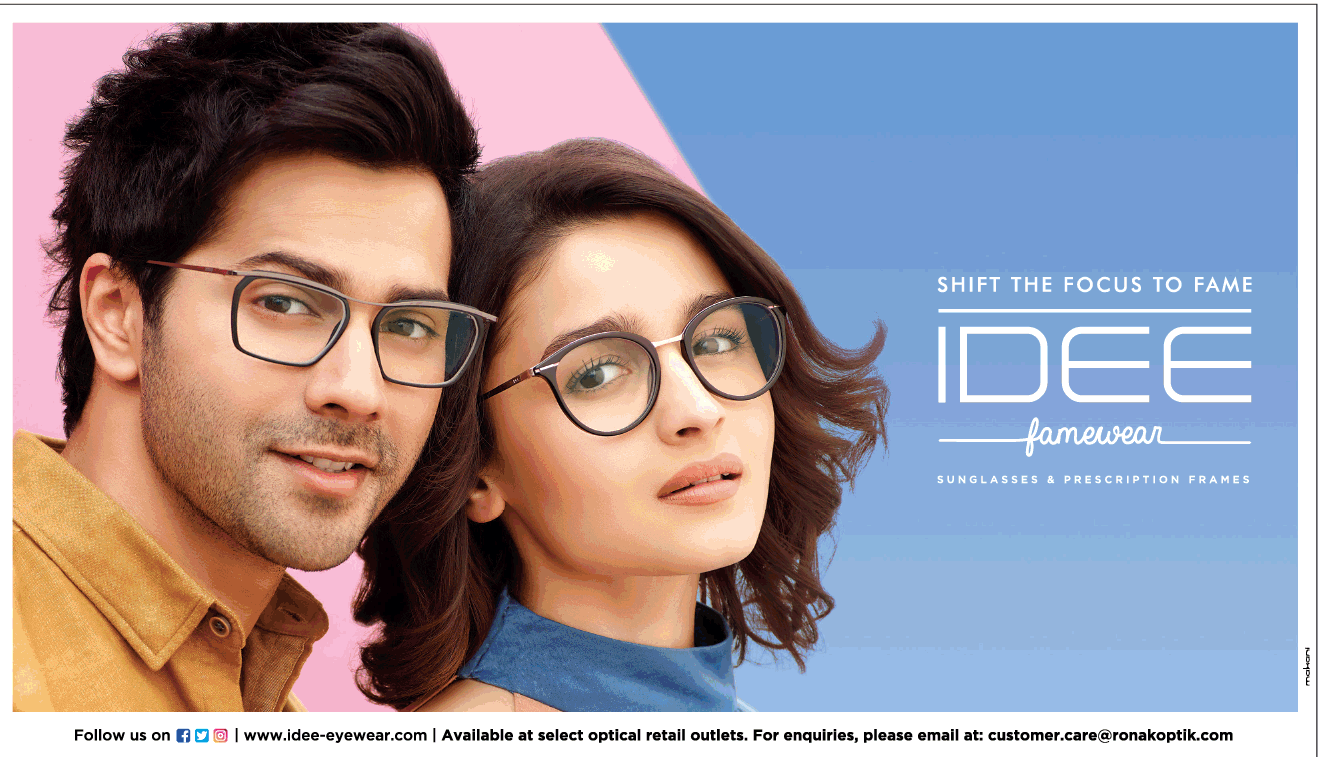 SHIFT THE FOCUS TO FAME
IDEE
famewear
SUNGLASSES & PRESCRIPTION FRAMES
makani
Follow us on | www.idee-eyewear.com | Available at select optical retail outlets. For enquiries, please email at: customer.care@ronakoptik.com